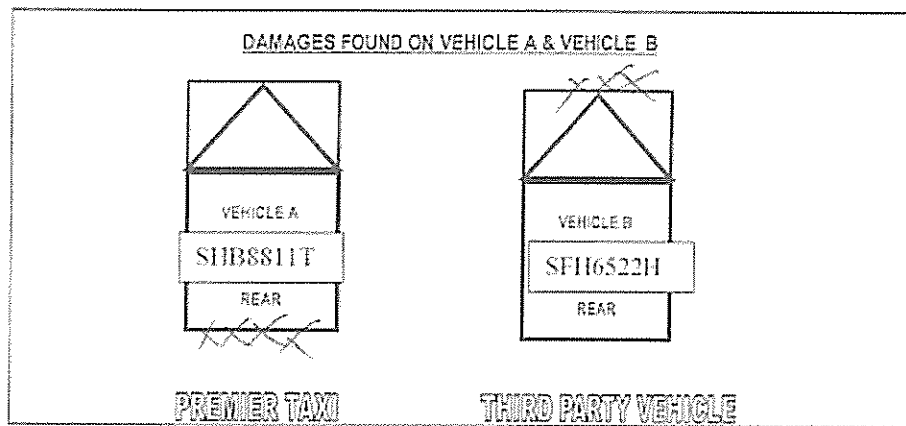 DAMAGES FOUND ON VEHICLE A & VEHICLE B
VEHICLE A
SHB8811T
REAR
VEHICLE B
SFH6522H
REAR
PREMIER TAXI
THIRD PARTY VEHICLE